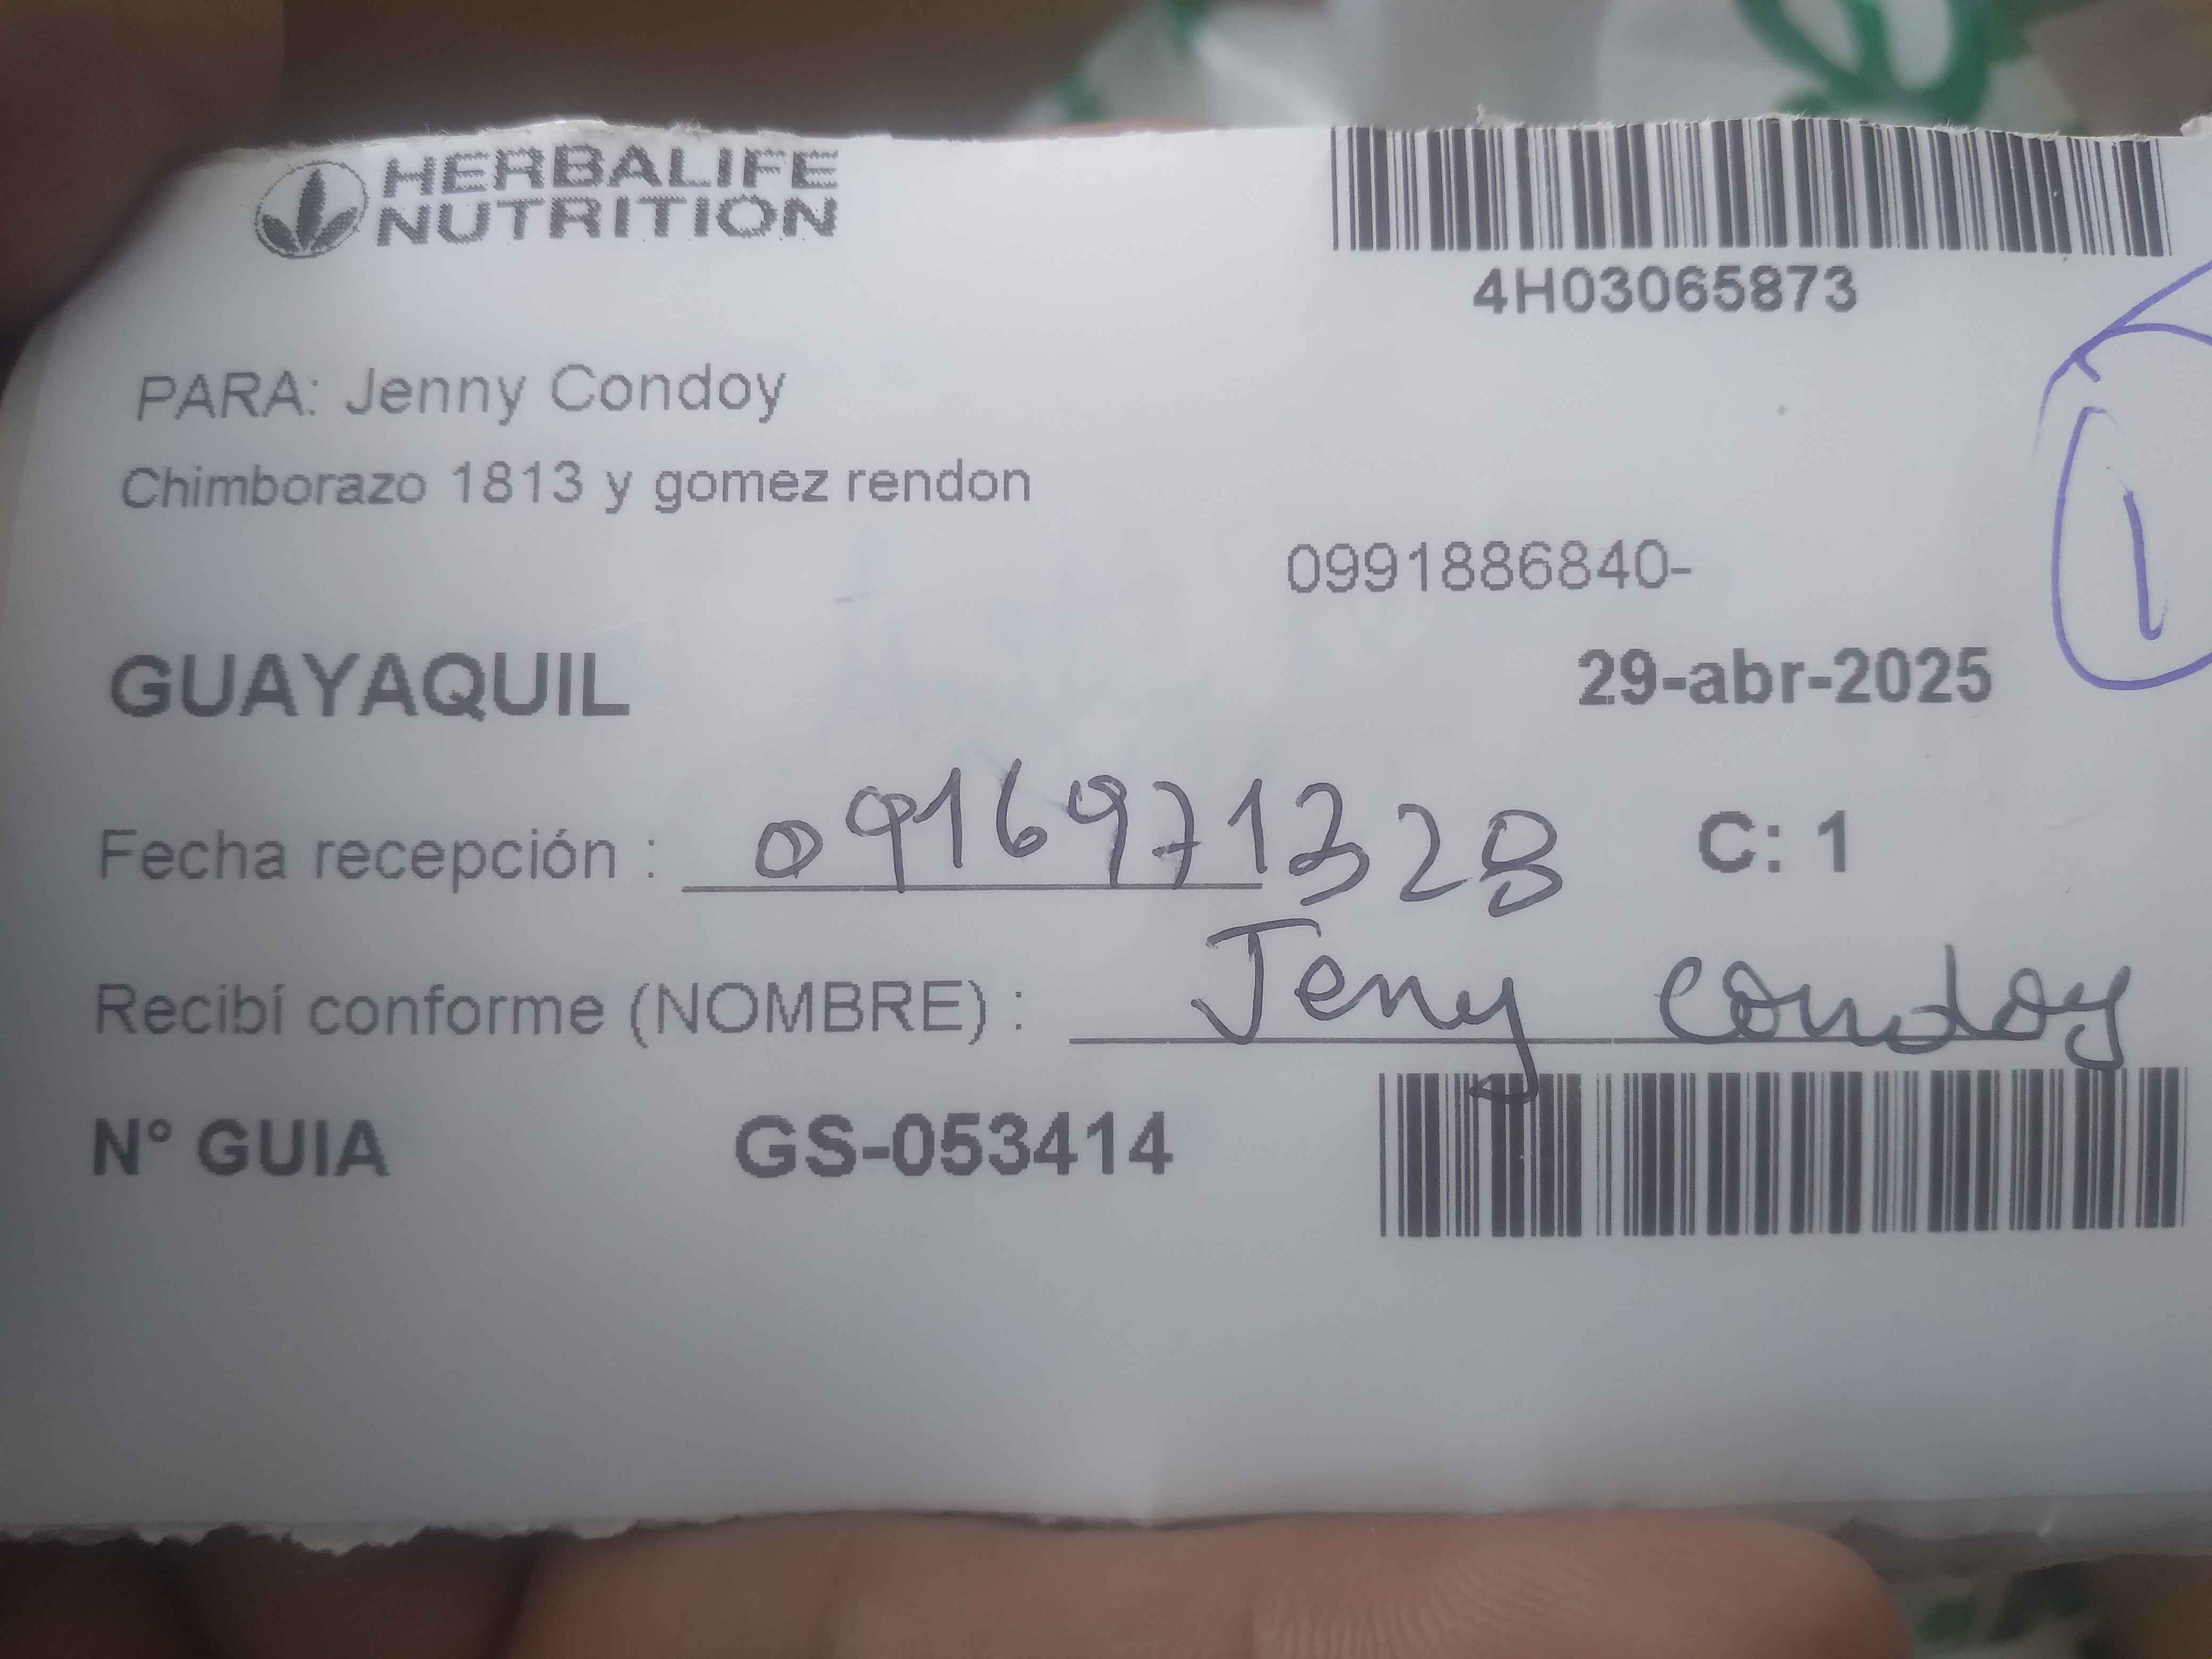 HERBALIFE
NUTRITION
4H03065873
PARA: Jenny Condoy
Chimborazo 1813 y gomez rendon
0991886840-
1
GUAYAQUIL
29-abr-2025
Fecha recepción : 0916971328 C: 1
Recibí conforme (NOMBRE) : Jeny Condoy
N° GUIA GS-053414